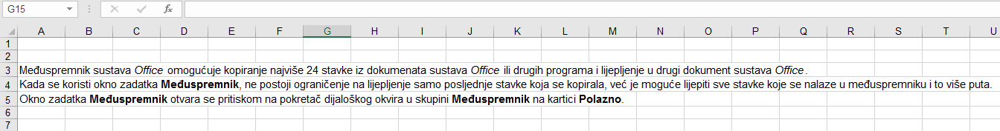 G15 fx
A B C D E F G H I J K L M N O P Q R S T U
1
2
3 Međuspremnik sustava Office omogućuje kopiranje najviše 24 stavke iz dokumenata sustava Office ili drugih programa i lijepljenje u drugi dokument sustava Office.
4 Kada se koristi okno zadatka Međuspremnik, ne postoji ograničenje na lijepljenje samo posljednje stavke koja se kopirala, već je moguće lijepiti sve stavke koje se nalaze u međuspremniku i to više puta.
5 Okno zadatka Međuspremnik otvara se pritiskom na pokretač dijaloškog okvira u skupini Međuspremnik na kartici Polazno.
6
7